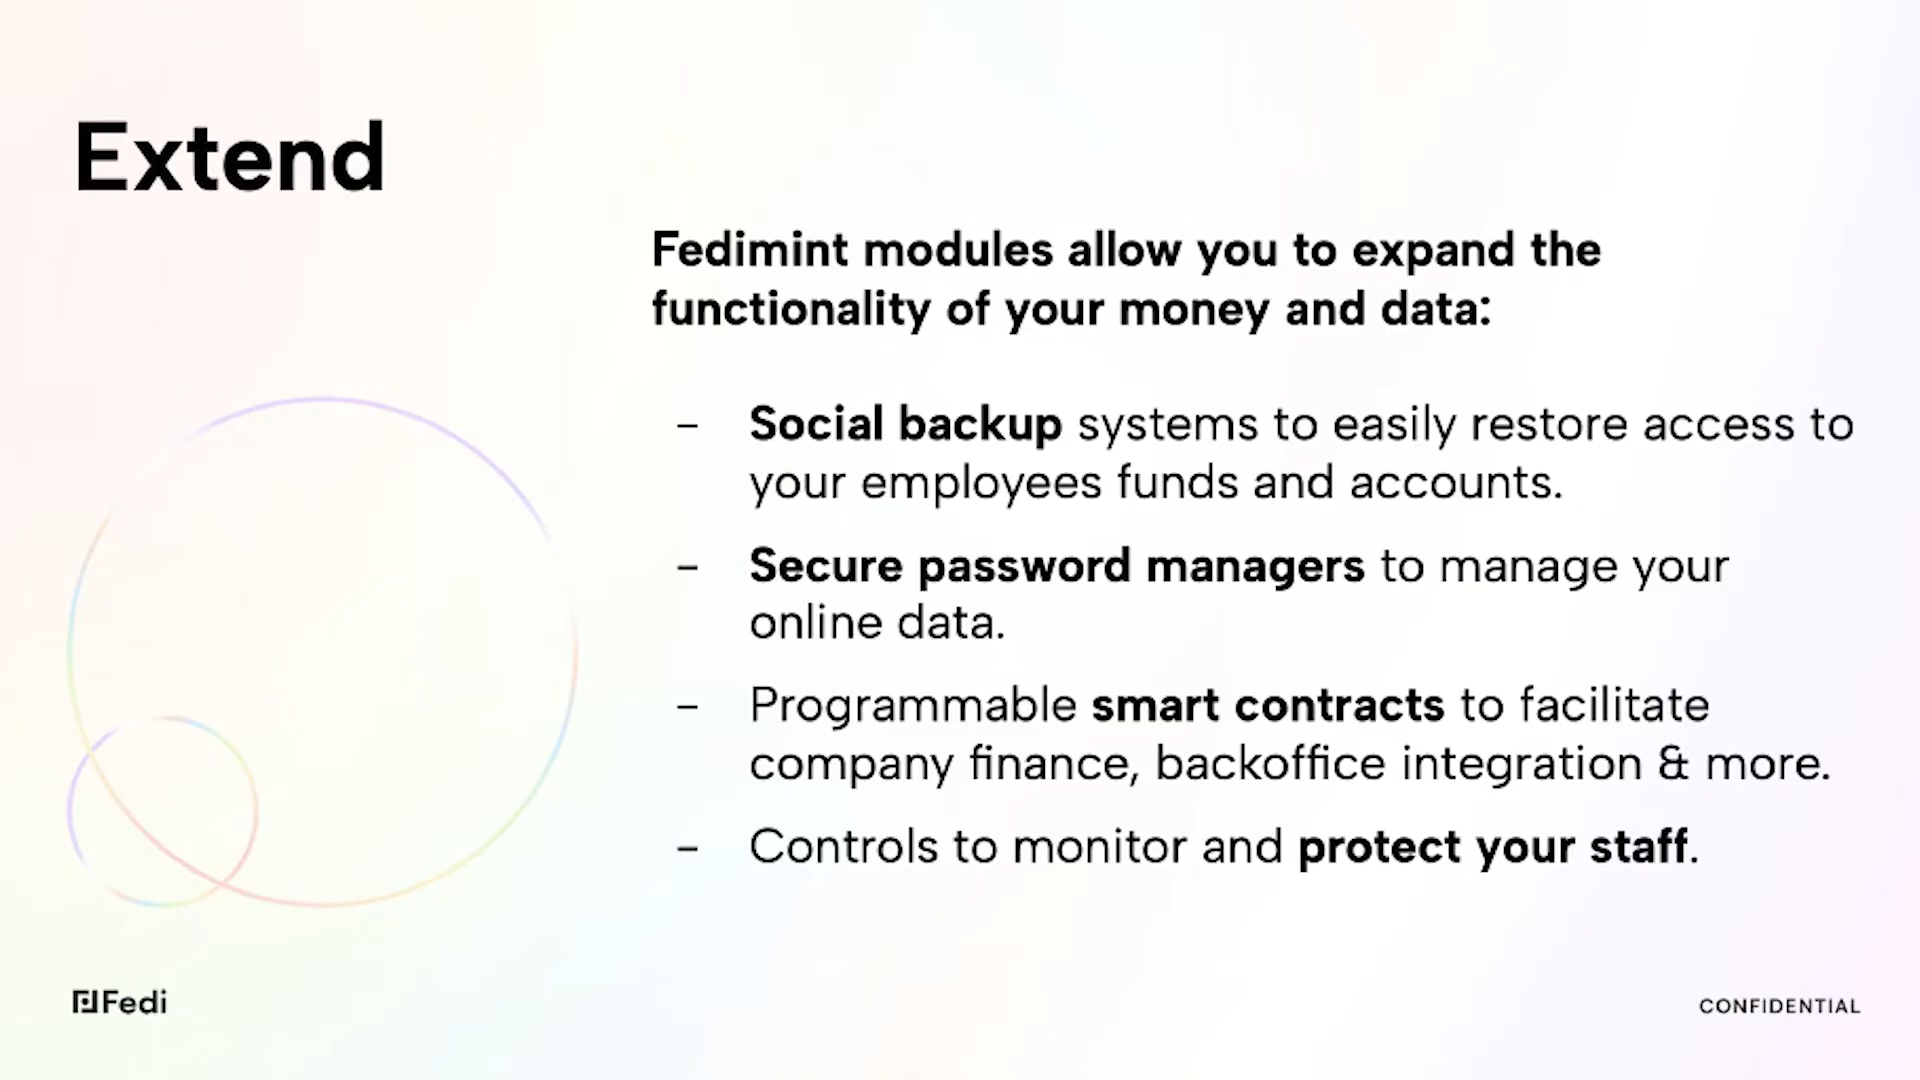 Extend
Fedimint modules allow you to expand the
functionality of your money and data:
– Social backup systems to easily restore access to
your employees funds and accounts.
– Secure password managers to manage your
online data.
– Programmable smart contracts to facilitate
company finance, backoffice integration & more.
– Controls to monitor and protect your staff.
Fedi
CONFIDENTIAL